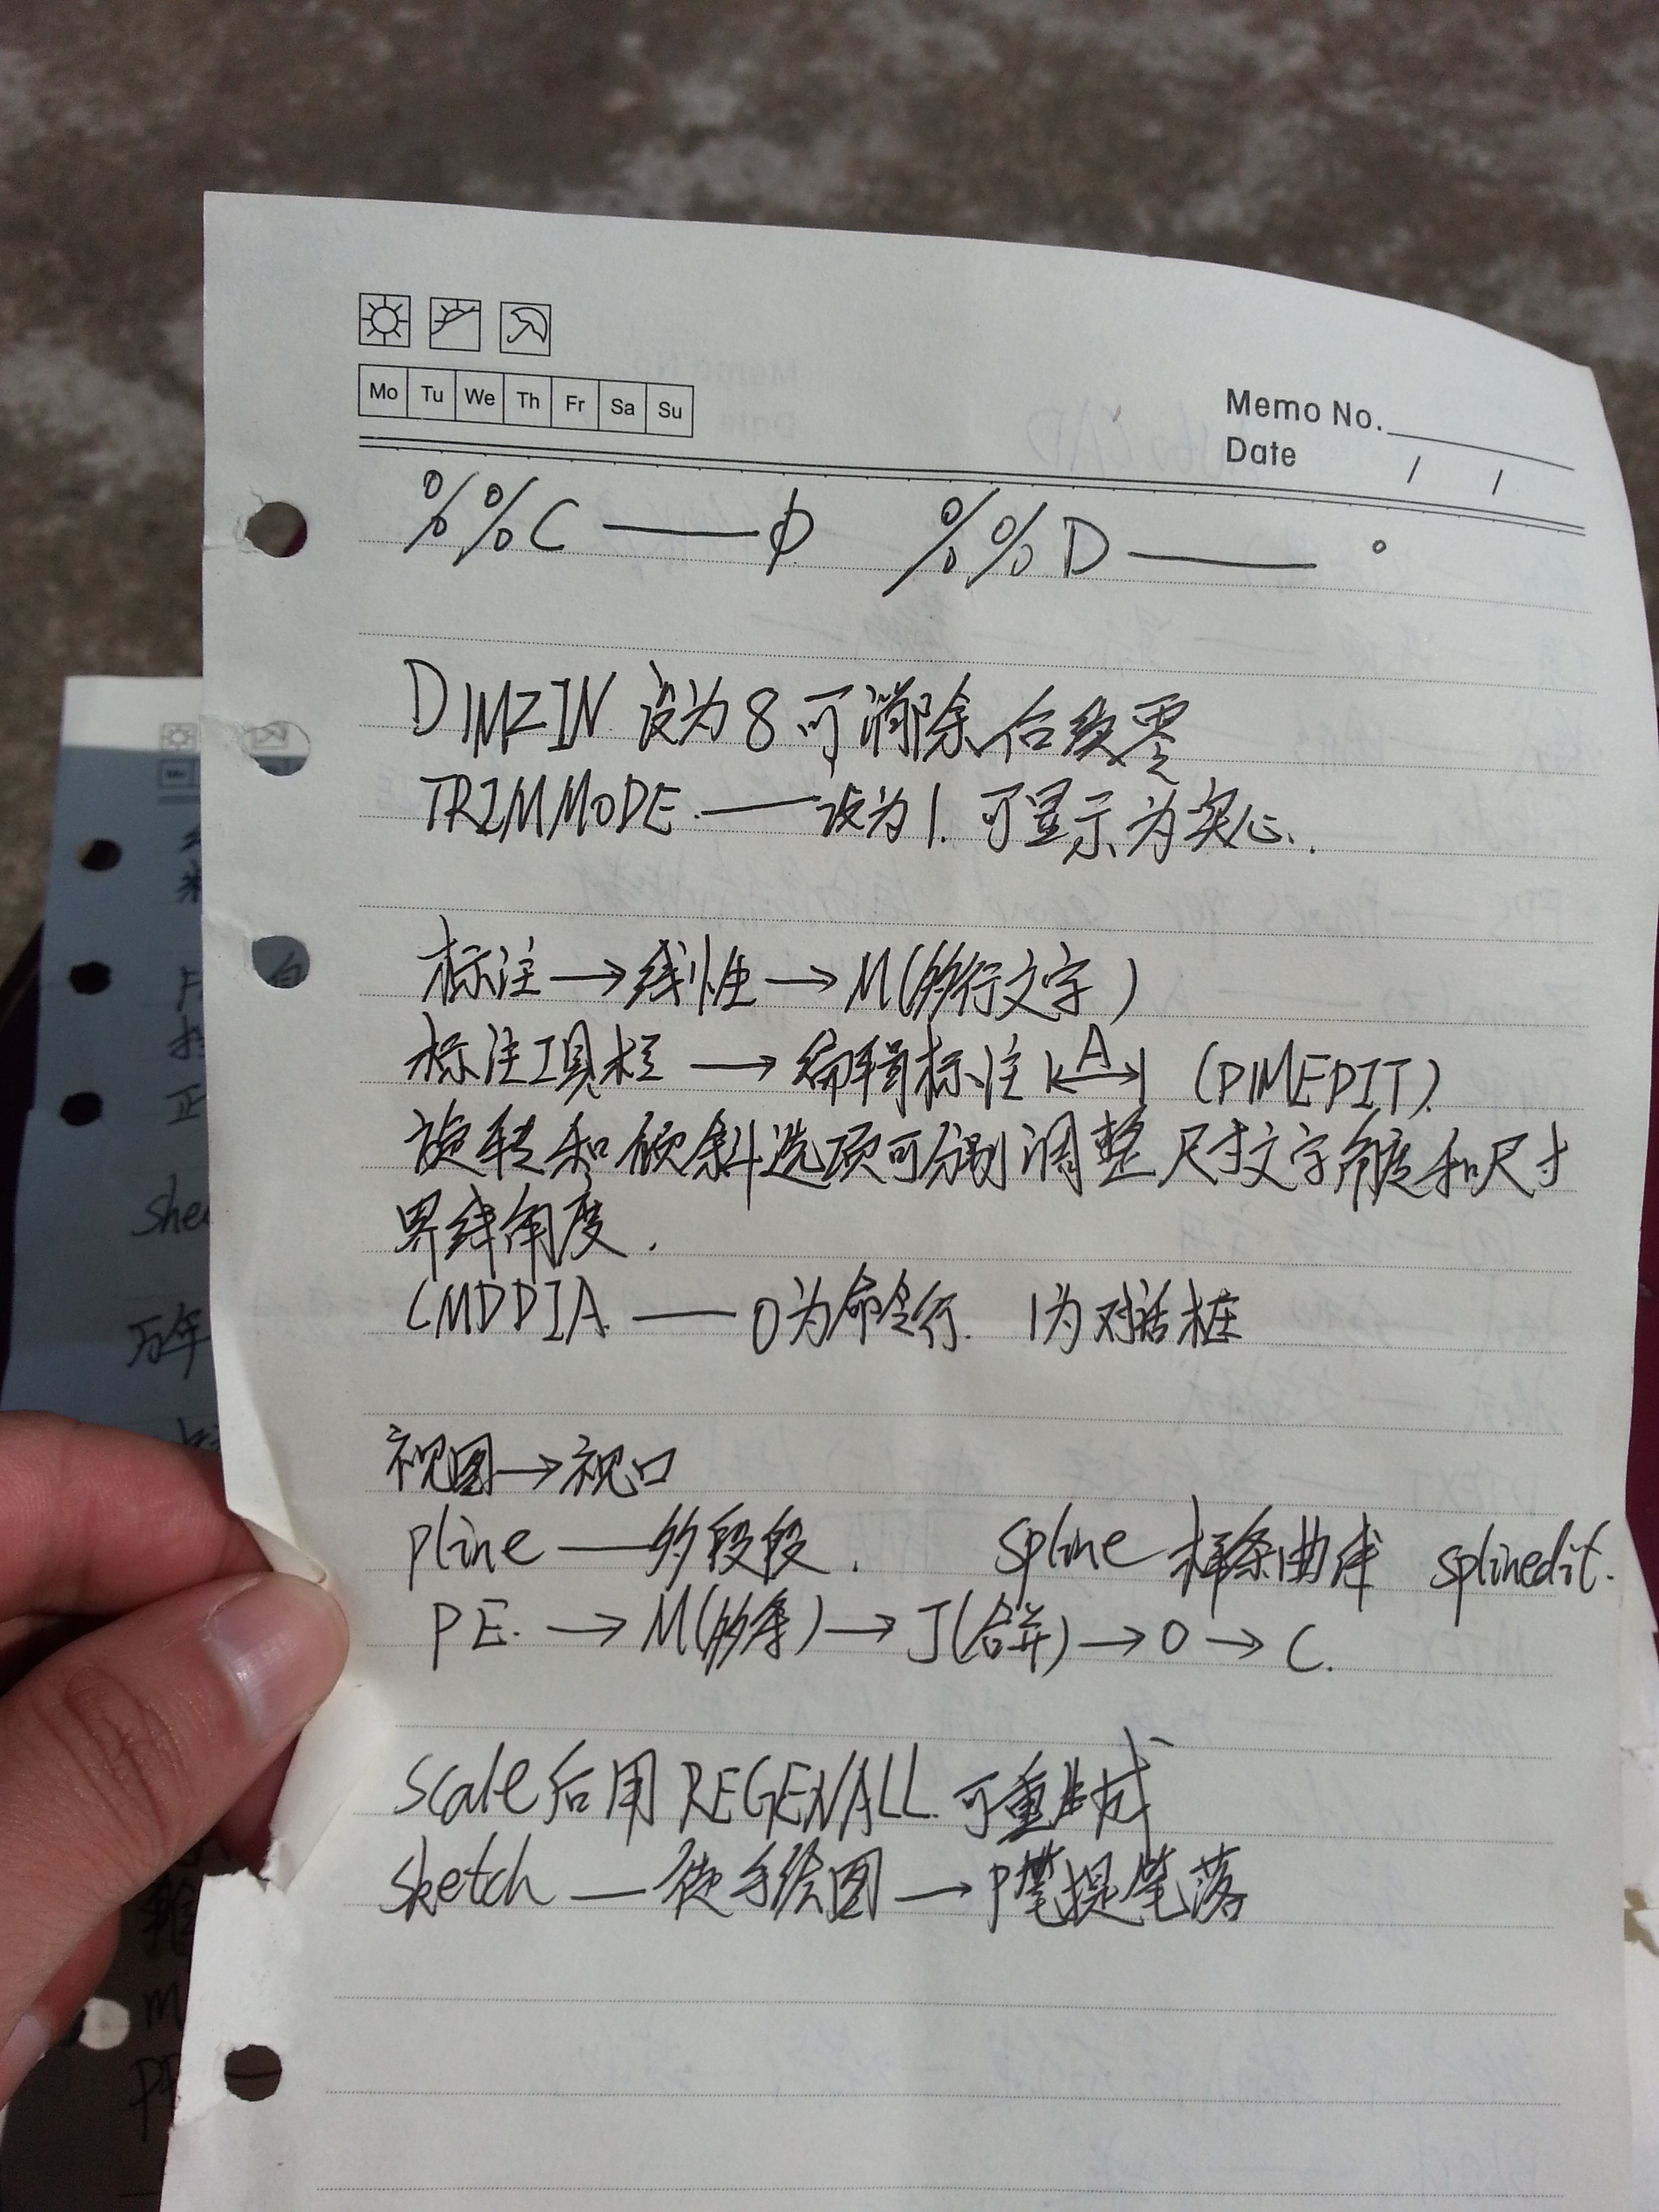 Mo Tu We Th Fr Sa Su
Memo No.
Date / /
%%C —— φ %%D —— °
DIMZIN 设为8可消除后续零
TRIMMODE —— 设为1.可显示为实心.
标注→线性→M(多行文字)
标注工具栏→编辑标注 A (DIMEDIT).
旋转和倾斜选项可分别调整尺寸文字角度和尺寸
界线角度.
CMDDIA —— 0为命令行. 1为对话框
视图→视口
pline —— 多段线. spline 样条曲线 splinedit.
PE. → M(多条) → J(合并) → 0 → C.
scale后用REGENALL.可重生成
sketch — 徒手绘图 → P笔提笔落
shee
万年
正